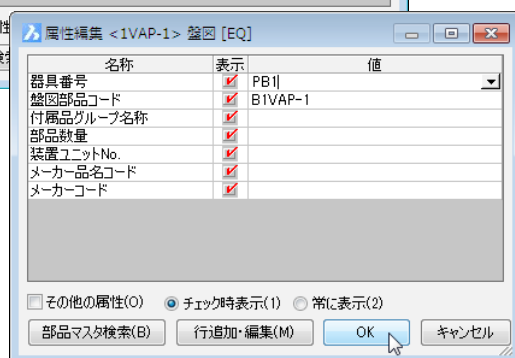 属性編集 <1VAP-1> 盤図 [EQ]
名称 表示 値
器具番号 PB1
盤図部品コード B1VAP-1
付属品グループ名称
部品数量
装置ユニットNo.
メーカー品名コード
メーカーコード
その他の属性(O) チェック時表示(1) 常に表示(2)
部品マスタ検索(B) 行追加・編集(M) OK キャンセル